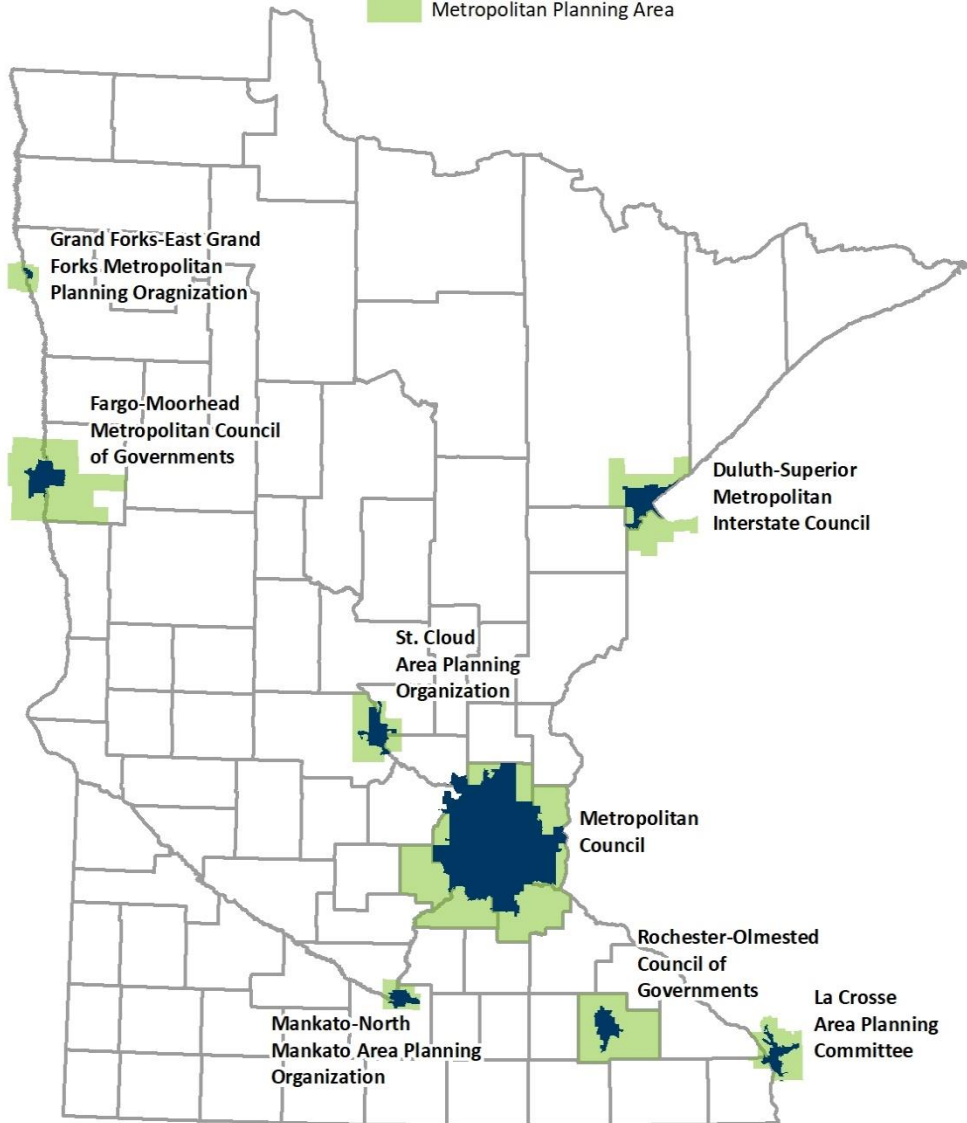 Metropolitan Planning Area
Grand Forks-East Grand
Forks Metropolitan
Planning Oragnization
Fargo-Moorhead
Metropolitan Council
of Governments
Duluth-Superior
Metropolitan
Interstate Council
St. Cloud
Area Planning
Organization
Metropolitan
Council
Rochester-Olmsted
Council of
Governments
La Crosse
Area Planning
Committee
Mankato-North
Mankato Area Planning
Organization